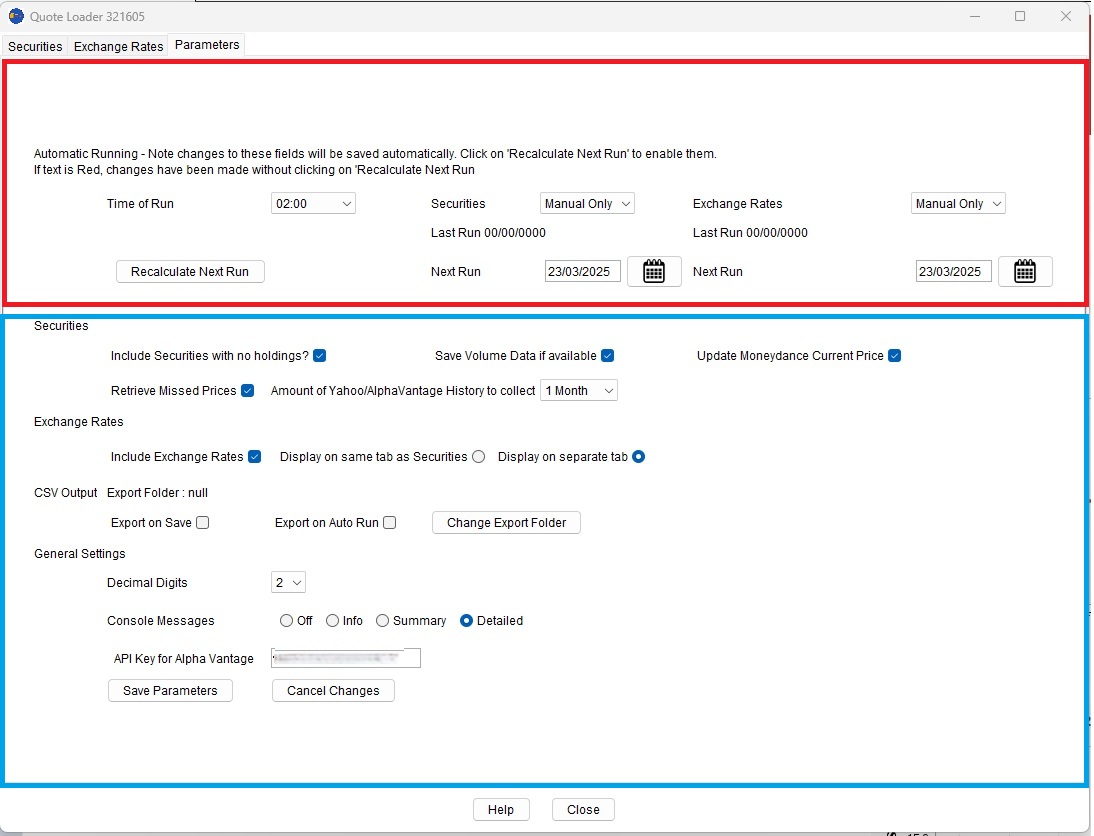 Quote Loader 321605
Securities Exchange Rates Parameters
Automatic Running - Note changes to these fields will be saved automatically. Click on 'Recalculate Next Run' to enable them.
If text is Red, changes have been made without clicking on 'Recalculate Next Run
Time of Run 02:00 Securities Manual Only Exchange Rates Manual Only
Last Run 00/00/0000 Last Run 00/00/0000
Recalculate Next Run Next Run 23/03/2025 Next Run 23/03/2025
Securities
Include Securities with no holdings? Save Volume Data if available Update Moneydance Current Price
Retrieve Missed Prices Amount of Yahoo/AlphaVantage History to collect 1 Month
Exchange Rates
Include Exchange Rates Display on same tab as Securities Display on separate tab
CSV Output Export Folder : null
Export on Save Export on Auto Run Change Export Folder
General Settings
Decimal Digits 2
Console Messages Off Info Summary Detailed
API Key for Alpha Vantage
Save Parameters Cancel Changes
Help Close